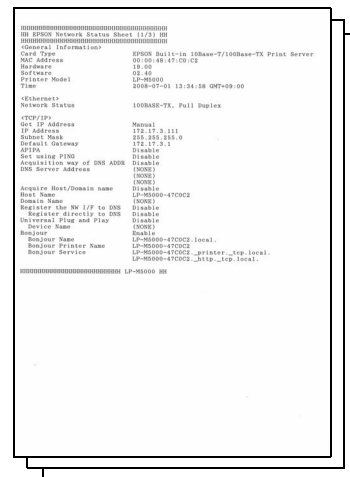 HHHHHHHHHHHHHHHHHHHHHHHHHHHHHHHHHHHH
HH EPSON Network Status Sheet (1/2) HH
HHHHHHHHHHHHHHHHHHHHHHHHHHHHHHHHHHHH
<General Information>
Card Type EPSON Built-in 10Base-T/100Base-TX Print Server
MAC Address 00:00:48:47:C0:C2
Hardware 19.00
Software 02.40
Printer Model LP-M5000
Time 2008-07-01 13:34:58 GMT+09:00
<Ethernet>
Network Status 100BASE-TX, Full Duplex
<TCP/IP>
Get IP Address Manual
IP Address 172.17.3.111
Subnet Mask 255.255.255.0
Default Gateway 172.17.3.1
APIPA Disable
Set using PING Disable
Acquisition way of DNS ADDR Disable
DNS Server Address (NONE)
(NONE)
(NONE)
Acquire Host/Domain name Disable
Host Name LP-M5000-47C0C2
Domain Name (NONE)
Register the NW I/F to DNS Disable
Register directly to DNS Disable
Universal Plug and Play Disable
Device Name (NONE)
Bonjour Enable
Bonjour Name LP-M5000-47C0C2.local.
Bonjour Printer Name LP-M5000-47C0C2
Bonjour Service LP-M5000-47C0C2._printer._tcp.local.
LP-M5000-47C0C2._http._tcp.local.
HHHHHHHHHHHHHHHHHHHHHHHHH LP-M5000 HH